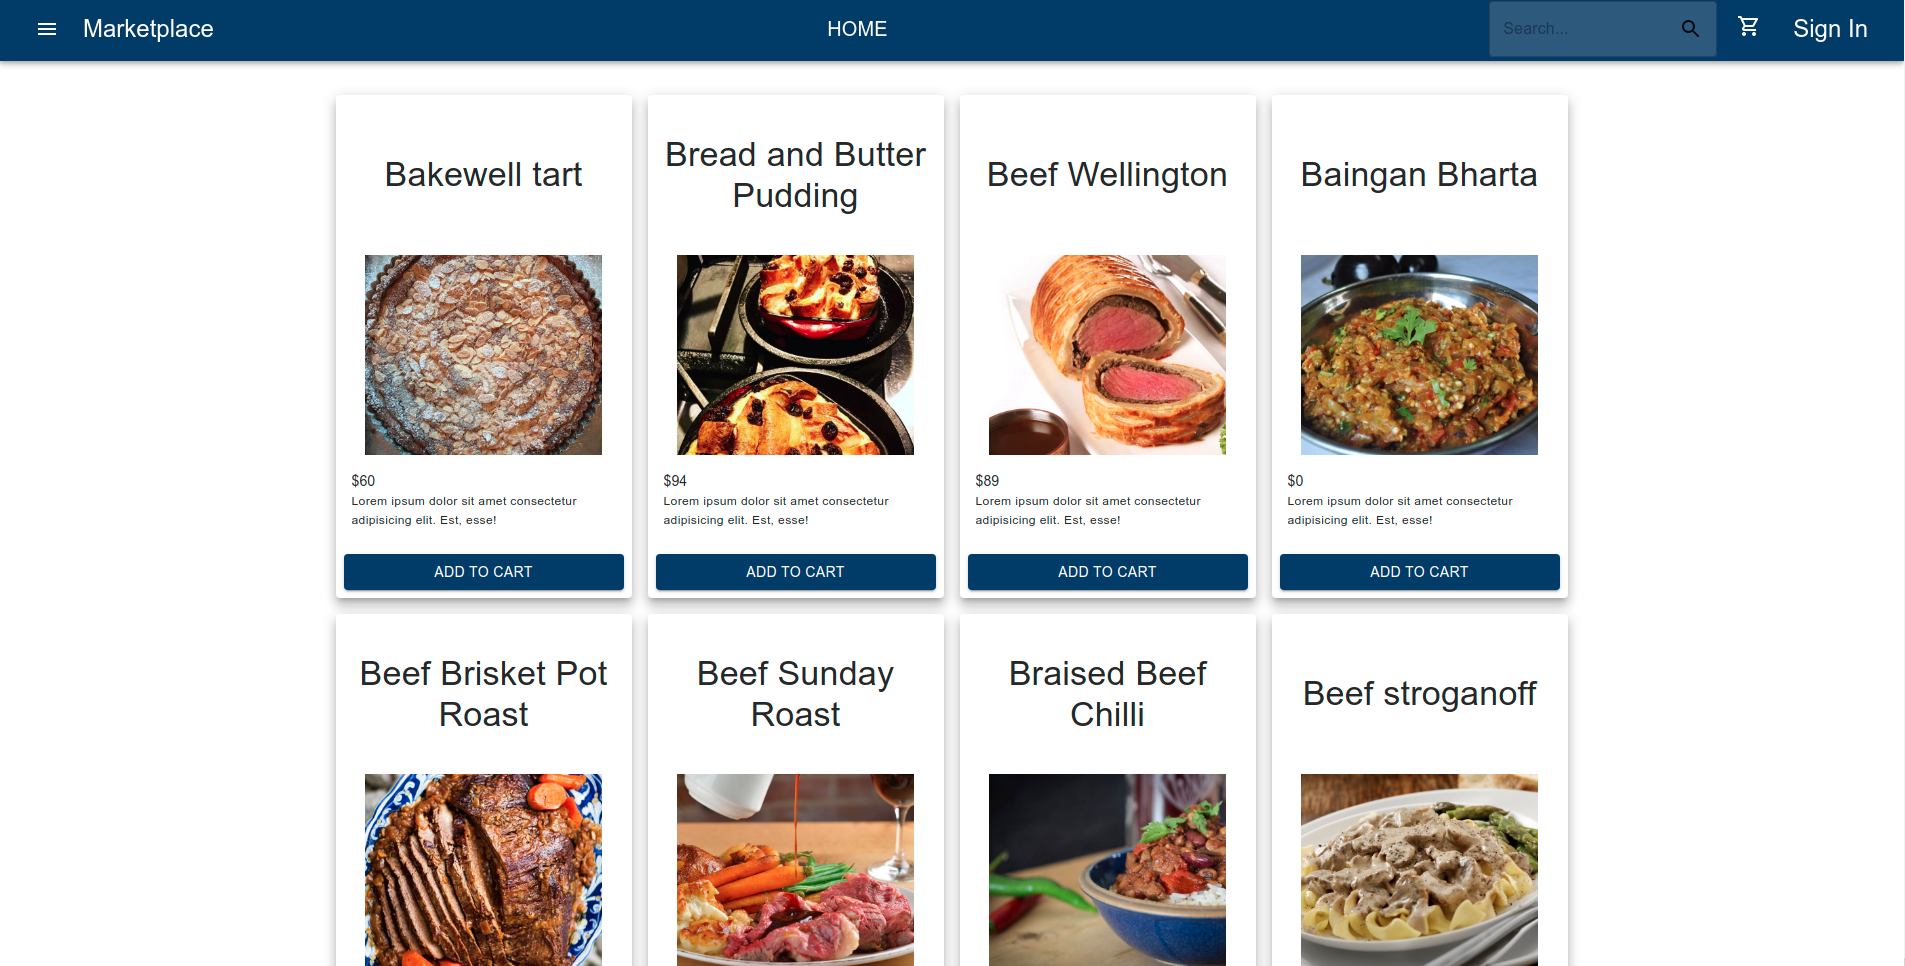 Marketplace
HOME
Search...
Sign In
Bakewell tart
$60
Lorem ipsum dolor sit amet consectetur
adipisicing elit. Est, esse!
ADD TO CART
Bread and Butter
Pudding
$94
Lorem ipsum dolor sit amet consectetur
adipisicing elit. Est, esse!
ADD TO CART
Beef Wellington
$89
Lorem ipsum dolor sit amet consectetur
adipisicing elit. Est, esse!
ADD TO CART
Baingan Bharta
$0
Lorem ipsum dolor sit amet consectetur
adipisicing elit. Est, esse!
ADD TO CART
Beef Brisket Pot
Roast
Beef Sunday
Roast
Braised Beef
Chilli
Beef stroganoff